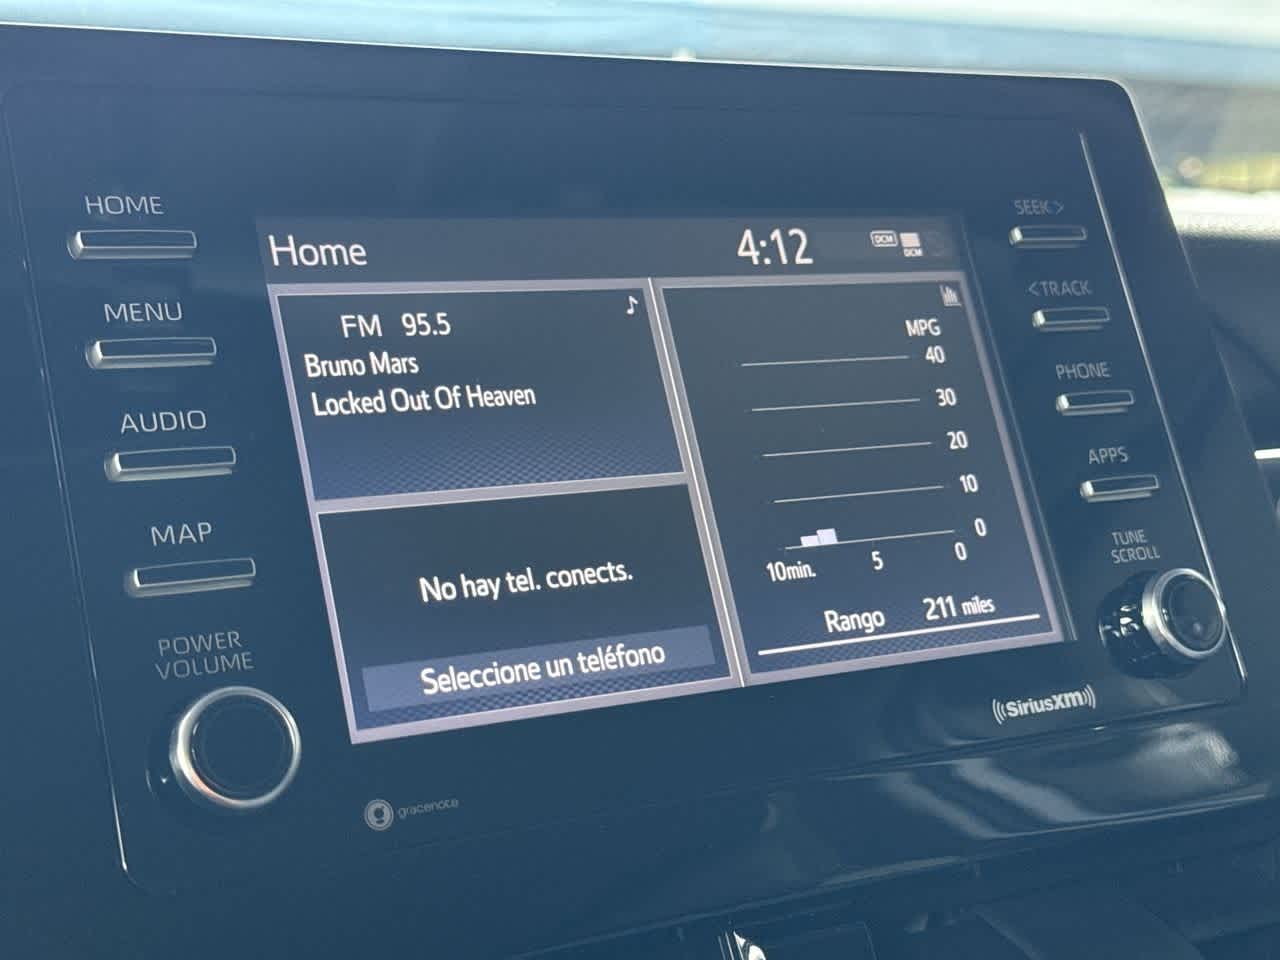 HOME
MENU
AUDIO
MAP
POWER
VOLUME
Home
4:12
DCM
DCM
FM 95.5
Bruno Mars
Locked Out Of Heaven
No hay tel. conects.
Seleccione un teléfono
MPG
40
30
20
10
0
10min. 5 0
Rango 211 miles
SEEK >
< TRACK
PHONE
APPS
TUNE
SCROLL
SiriusXM
gracenote